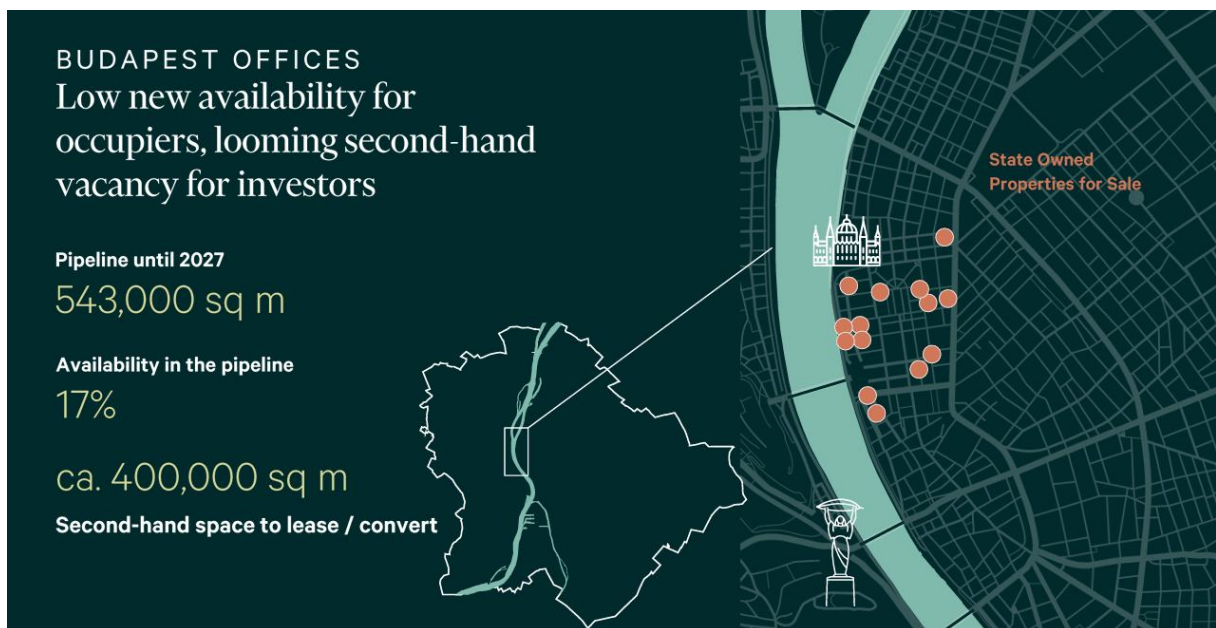 BUDAPEST OFFICES
Low new availability for
occupiers, looming second-hand
vacancy for investors
Pipeline until 2027
543,000 sq m
Availability in the pipeline
17%
ca. 400,000 sq m
Second-hand space to lease / convert
State Owned
Properties for Sale